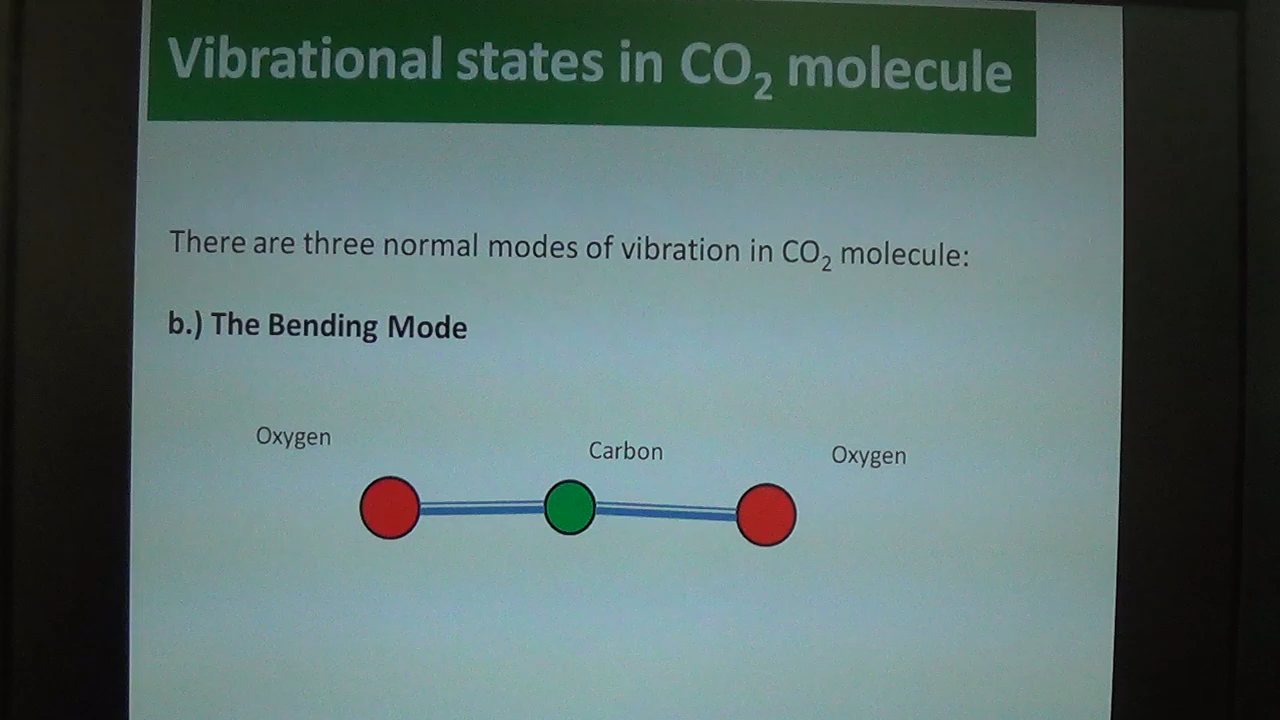 Vibrational states in CO₂ molecule
There are three normal modes of vibration in CO₂ molecule:
b.) The Bending Mode
Oxygen
Carbon
Oxygen